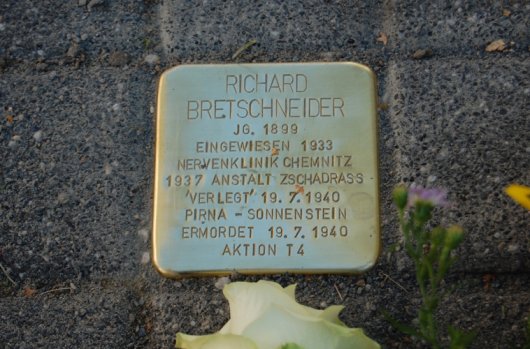 RICHARD
BRETSCHNEIDER
JG. 1899
EINGEWIESEN 1933
NERVENKLINIK CHEMNITZ
1937 ANSTALT ZSCHADRASS
"VERLEGT" 19.7.1940
PIRNA - SONNENSTEIN
ERMORDET 19.7.1940
AKTION T4